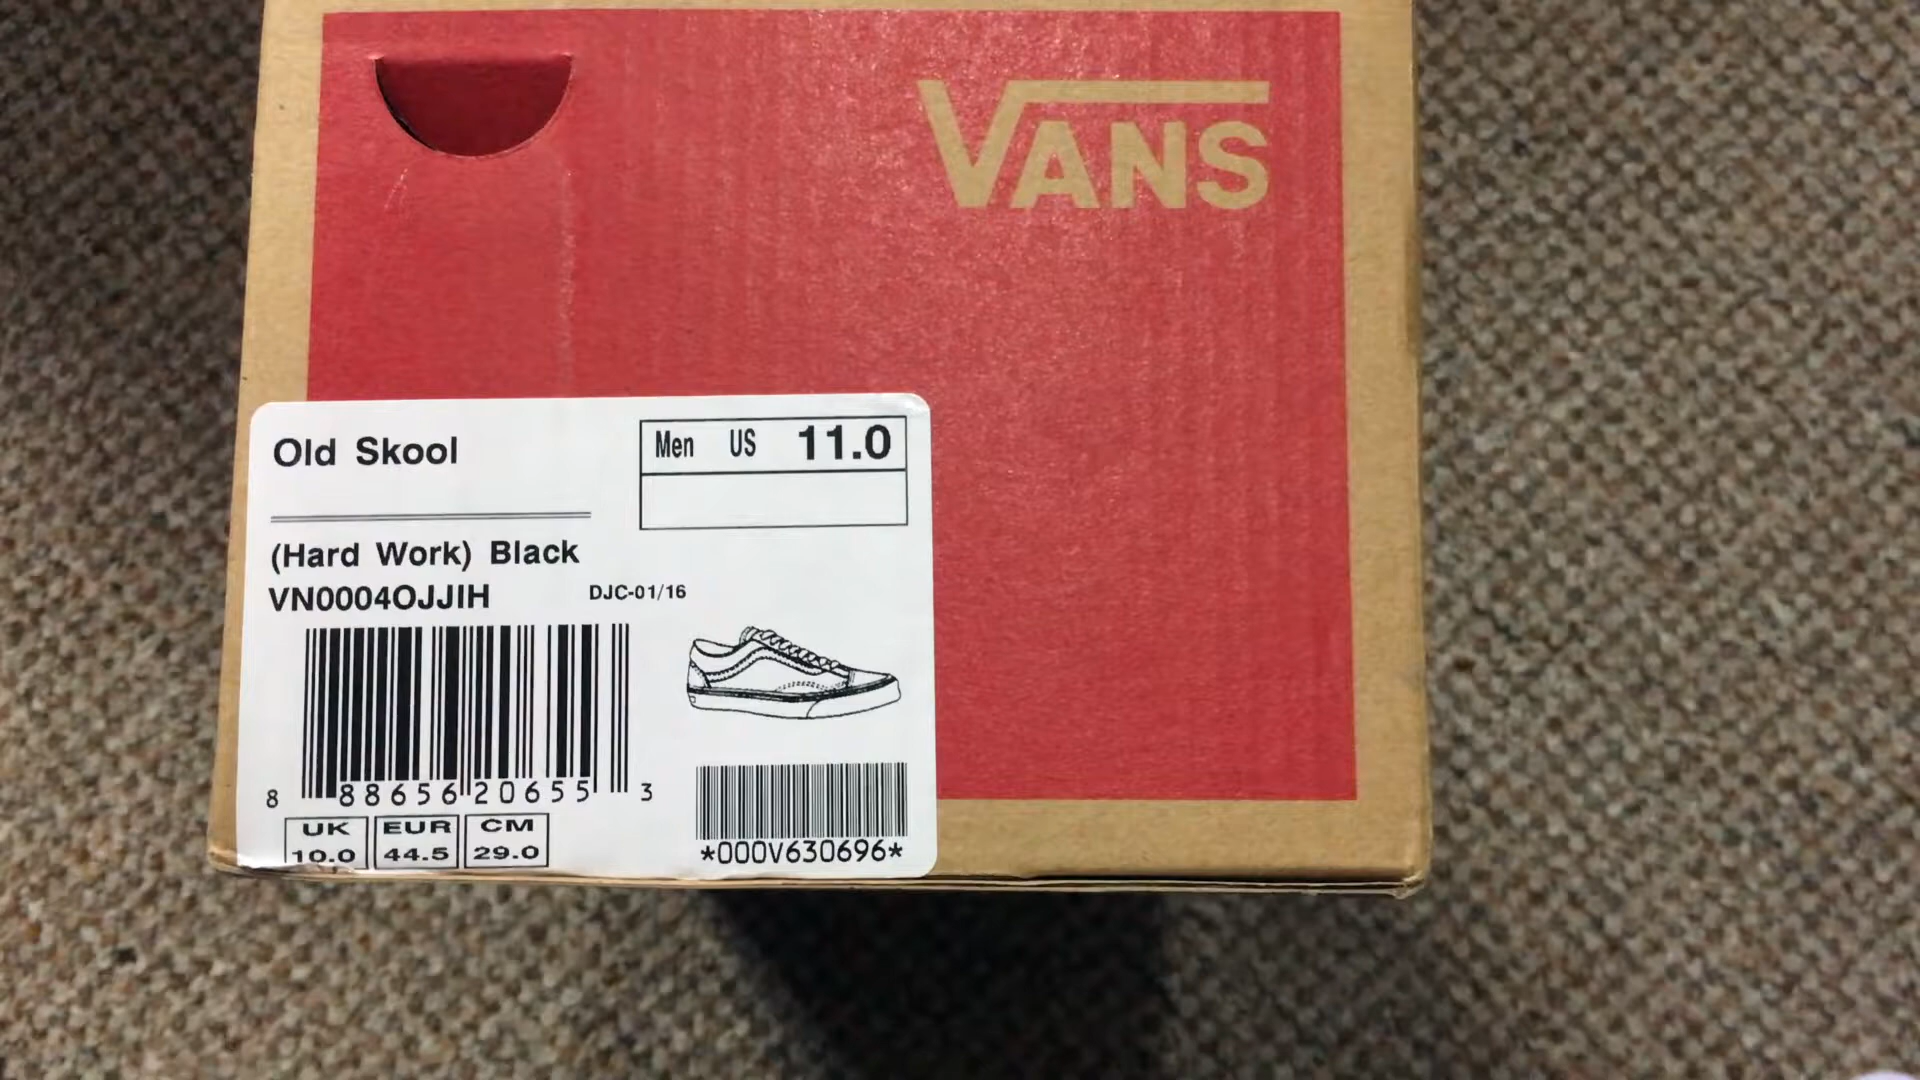 VANS
Old Skool
Men US 11.0
(Hard Work) Black
VN0004OJJIH DJC-01/16
8 88656 20655 3
UK EUR CM
10.0 44.5 29.0
*000V630696*